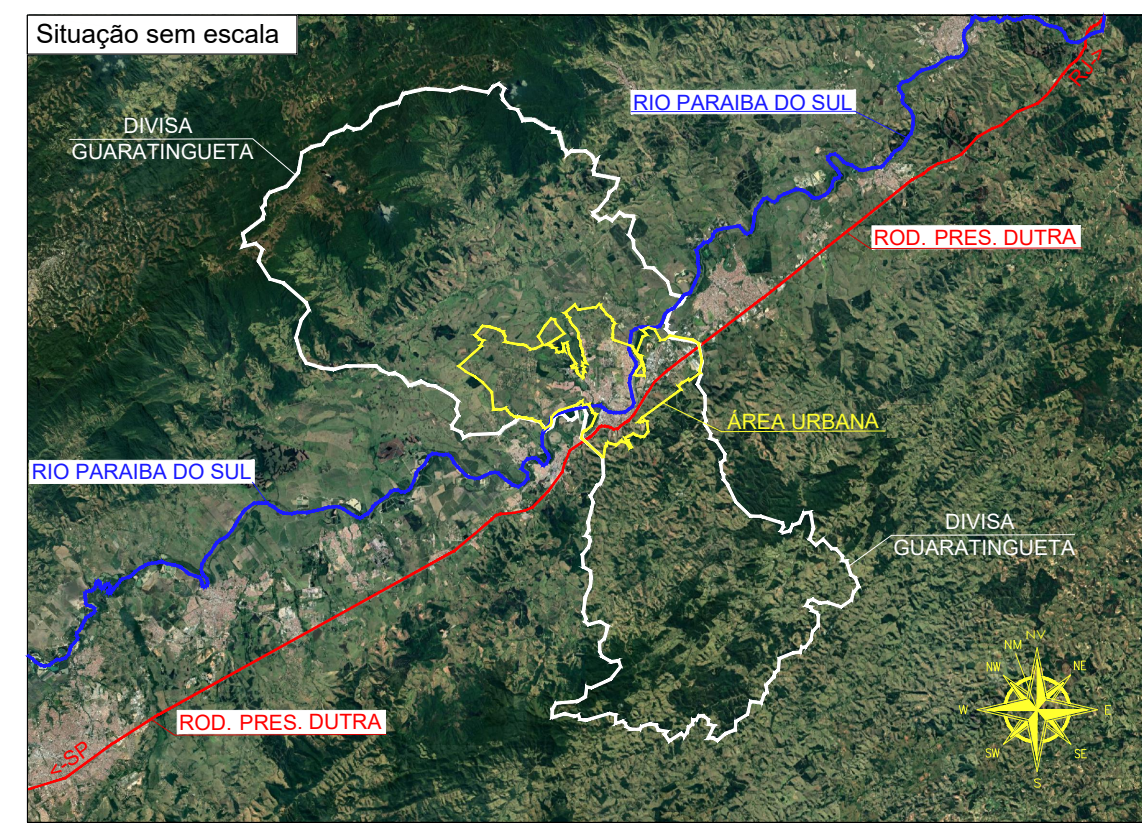 Situação sem escala
RJ->
RIO PARAIBA DO SUL
DIVISA
GUARATINGUETA
ROD. PRES. DUTRA
ÁREA URBANA
RIO PARAIBA DO SUL
DIVISA
GUARATINGUETA
NV
NM
NW
NE
W
E
SW
SE
S
ROD. PRES. DUTRA
<-SP